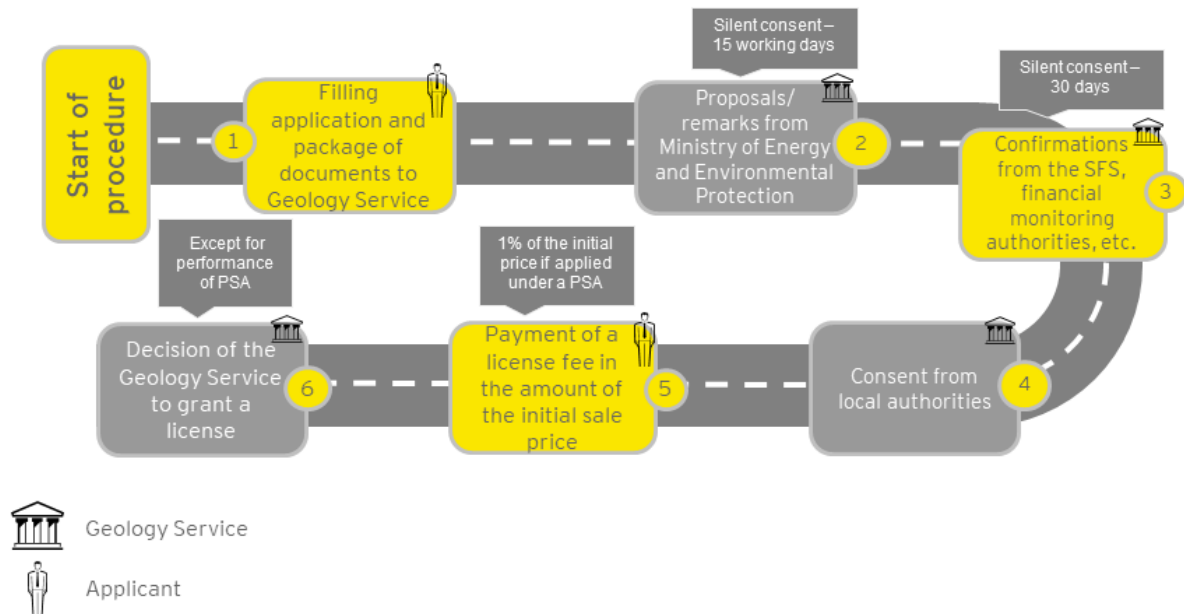 Start of
procedure
1
Filling
application and
package of
documents to
Geology Service
Silent consent–
15 working days
Proposals/
remarks from
Ministry of Energy
and Environmental
Protection
2
Silent consent–
30 days
Confirmations
from the SFS,
financial
monitoring
authorities, etc.
3
Consent from
local authorities
4
1% of the initial
price if applied
under a PSA
Payment of a
license fee in
the amount of
the initial sale
price
5
Except for
performance
of PSA
Decision of the
Geology Service
to grant a
license
6
Geology Service
Applicant